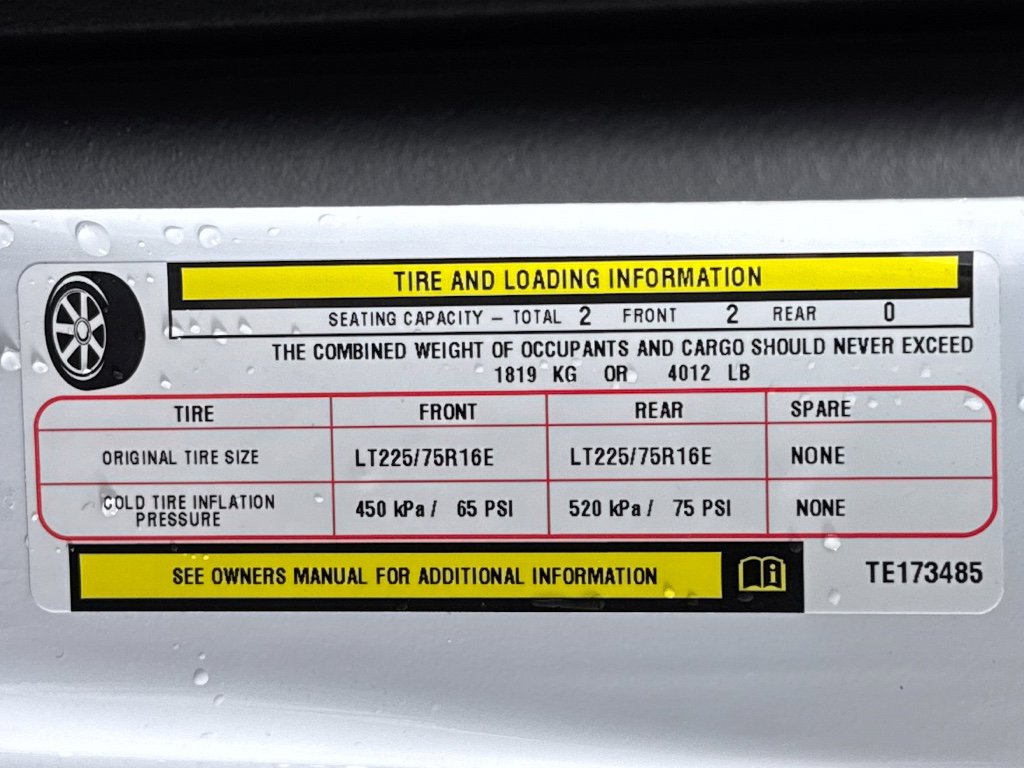 TIRE AND LOADING INFORMATION
SEATING CAPACITY – TOTAL 2 FRONT 2 REAR 0
THE COMBINED WEIGHT OF OCCUPANTS AND CARGO SHOULD NEVER EXCEED
1819 KG OR 4012 LB
TIRE FRONT REAR SPARE
ORIGINAL TIRE SIZE LT225/75R16E LT225/75R16E NONE
COLD TIRE INFLATION
PRESSURE 450 kPa / 65 PSI 520 kPa / 75 PSI NONE
SEE OWNERS MANUAL FOR ADDITIONAL INFORMATION
TE173485